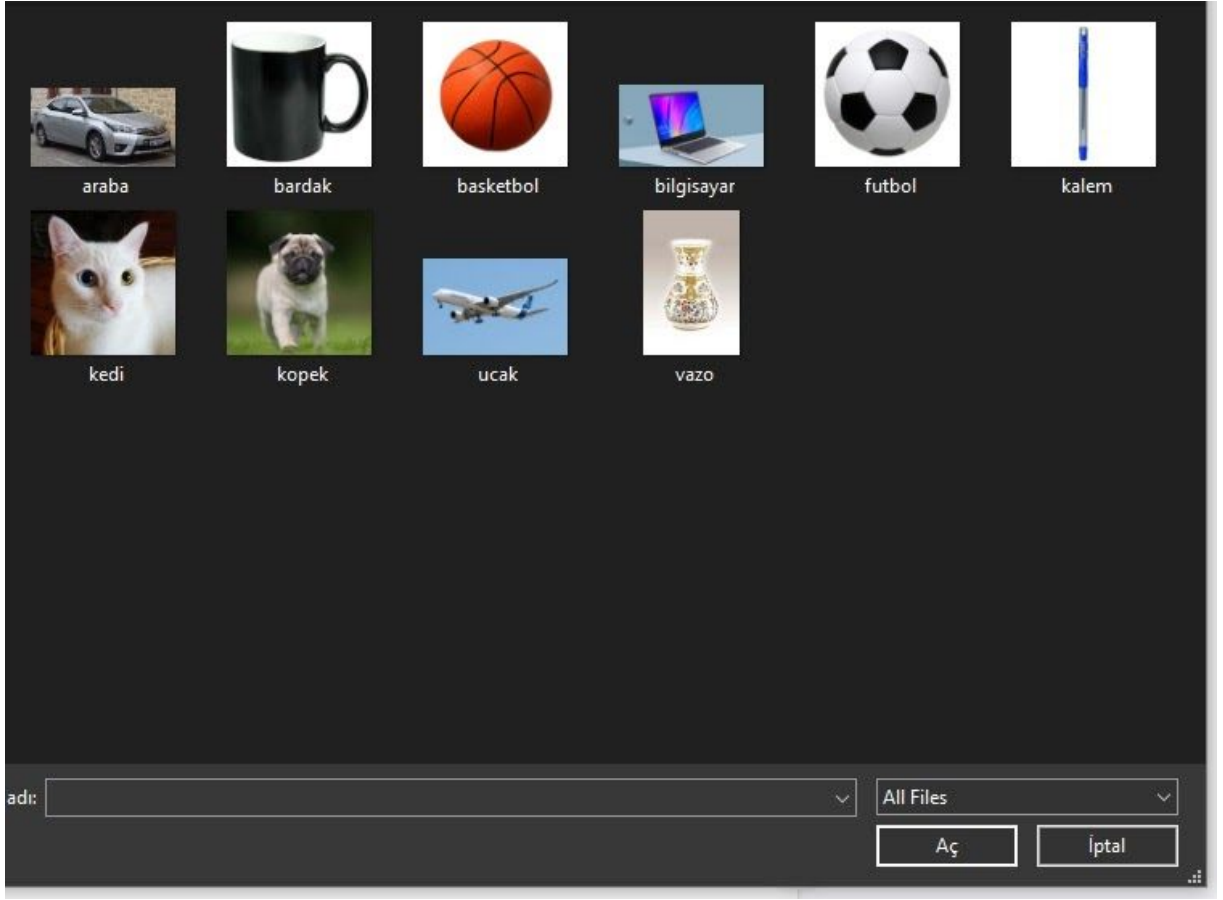 araba
bardak
basketbol
bilgisayar
futbol
kalem
kedi
kopek
ucak
vazo
adı:
All Files
Aç
İptal